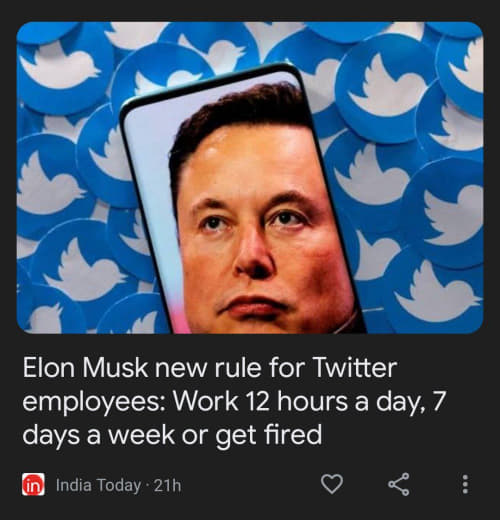 Elon Musk new rule for Twitter
employees: Work 12 hours a day, 7
days a week or get fired
in India Today · 21h